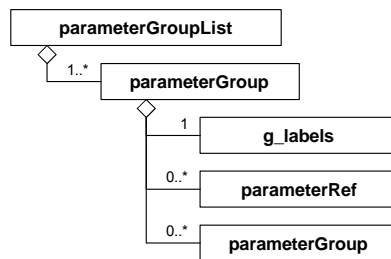 parameterGroupList
1..*
parameterGroup
1
g_labels
0..*
parameterRef
0..*
parameterGroup